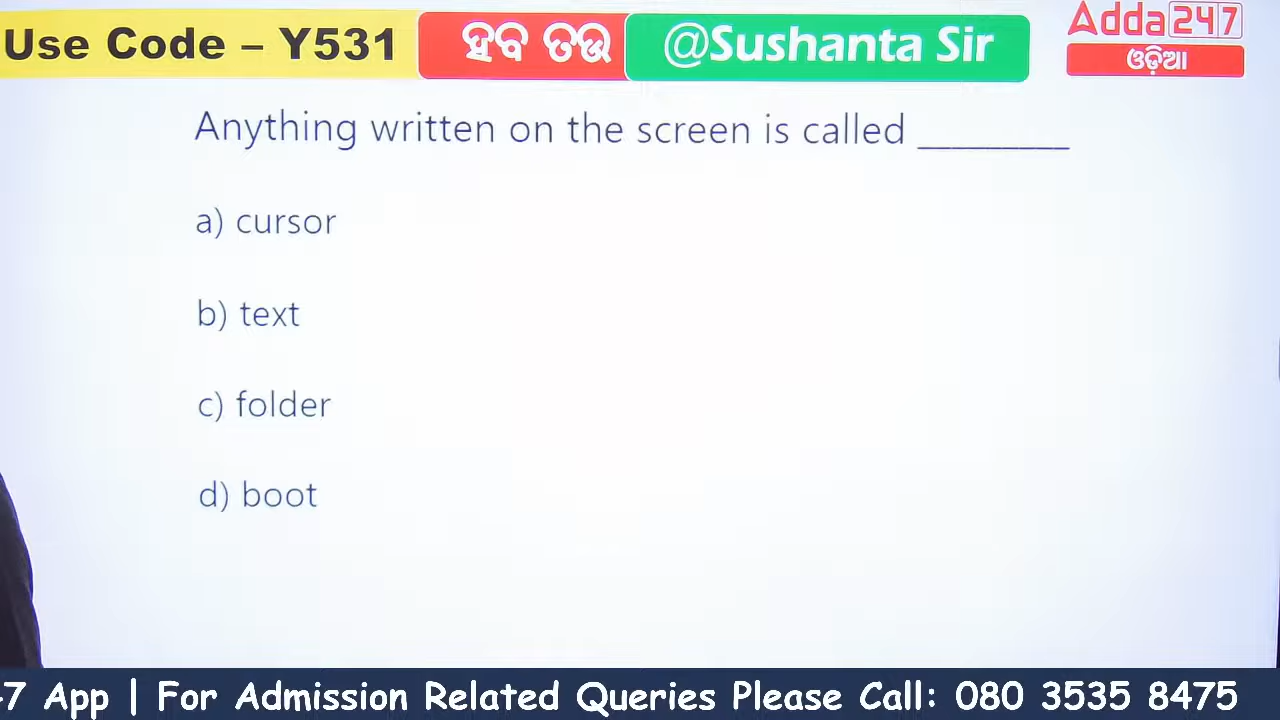 Use Code – Y531
ହବ ତଉ
@Sushanta Sir
Adda247
ଓଡ଼ିଆ
Anything written on the screen is called _________
a) cursor
b) text
c) folder
d) boot
7 App | For Admission Related Queries Please Call: 080 3535 8475